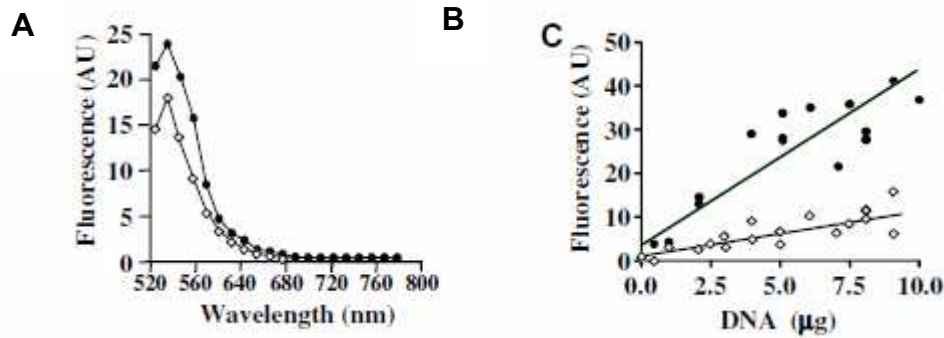 A
B
C
Fluorescence (AU)
25
20
15
10
5
0
520 560 640 680 720 760 800
Wavelength (nm)
Fluorescence (AU)
50
40
30
20
10
0
0.0 2.5 5.0 7.5 10.0
DNA (μg)